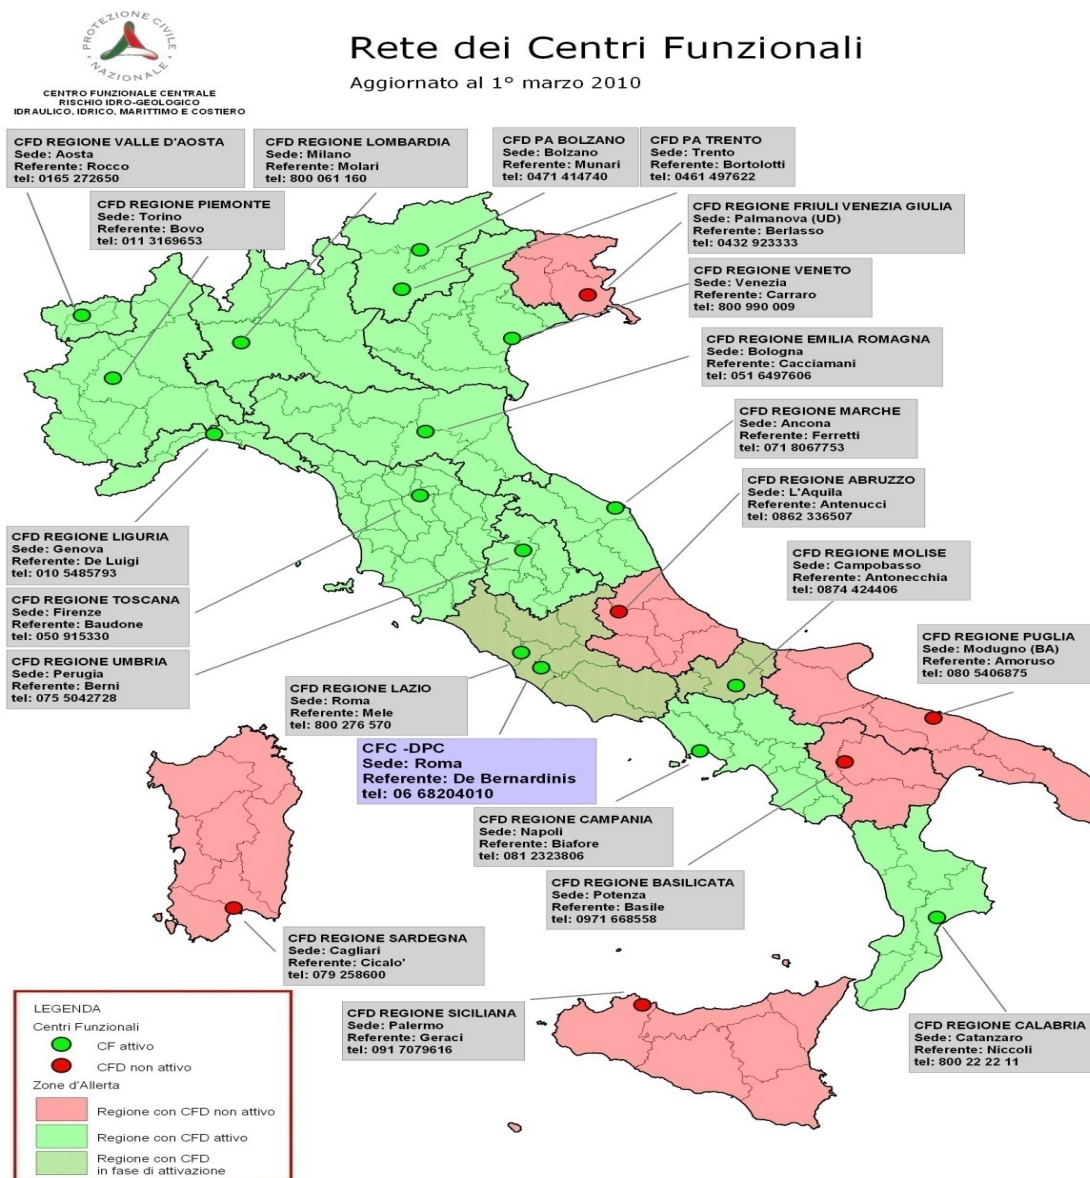 PROTEZIONE CIVILE
NAZIONALE
CENTRO FUNZIONALE CENTRALE
RISCHIO IDRO-GEOLOGICO
IDRAULICO, IDRICO, MARITTIMO E COSTIERO
Rete dei Centri Funzionali
Aggiornato al 1° marzo 2010
CFD REGIONE VALLE D'AOSTA
Sede: Aosta
Referente: Rocco
tel: 0165 272650
CFD REGIONE LOMBARDIA
Sede: Milano
Referente: Molari
tel: 800 061 160
CFD PA BOLZANO
Sede: Bolzano
Referente: Munari
tel: 0471 414740
CFD PA TRENTO
Sede: Trento
Referente: Bortolotti
tel: 0461 497622
CFD REGIONE PIEMONTE
Sede: Torino
Referente: Bovo
tel: 011 3169653
CFD REGIONE FRIULI VENEZIA GIULIA
Sede: Palmanova (UD)
Referente: Berlasso
tel: 0432 923333
CFD REGIONE VENETO
Sede: Venezia
Referente: Carraro
tel: 800 990 009
CFD REGIONE EMILIA ROMAGNA
Sede: Bologna
Referente: Cacciamani
tel: 051 6497606
CFD REGIONE MARCHE
Sede: Ancona
Referente: Ferretti
tel: 071 8067753
CFD REGIONE ABRUZZO
Sede: L'Aquila
Referente: Antenucci
tel: 0862 336507
CFD REGIONE LIGURIA
Sede: Genova
Referente: De Luigi
tel: 010 5485793
CFD REGIONE MOLISE
Sede: Campobasso
Referente: Antonecchia
tel: 0874 424406
CFD REGIONE TOSCANA
Sede: Firenze
Referente: Baudone
tel: 050 915330
CFD REGIONE PUGLIA
Sede: Modugno (BA)
Referente: Amoruso
tel: 080 5406875
CFD REGIONE UMBRIA
Sede: Perugia
Referente: Berni
tel: 075 5042728
CFD REGIONE LAZIO
Sede: Roma
Referente: Mele
tel: 800 276 570
CFC -DPC
Sede: Roma
Referente: De Bernardinis
tel: 06 68204010
CFD REGIONE CAMPANIA
Sede: Napoli
Referente: Biafore
tel: 081 2323806
CFD REGIONE BASILICATA
Sede: Potenza
Referente: Basile
tel: 0971 668558
CFD REGIONE SARDEGNA
Sede: Cagliari
Referente: Cicalo'
tel: 079 258600
CFD REGIONE SICILIANA
Sede: Palermo
Referente: Geraci
tel: 091 7079616
CFD REGIONE CALABRIA
Sede: Catanzaro
Referente: Niccoli
tel: 800 22 22 11
LEGENDA
Centri Funzionali
CF attivo
CFD non attivo
Zone d'Allerta
Regione con CFD non attivo
Regione con CFD attivo
Regione con CFD
in fase di attivazione